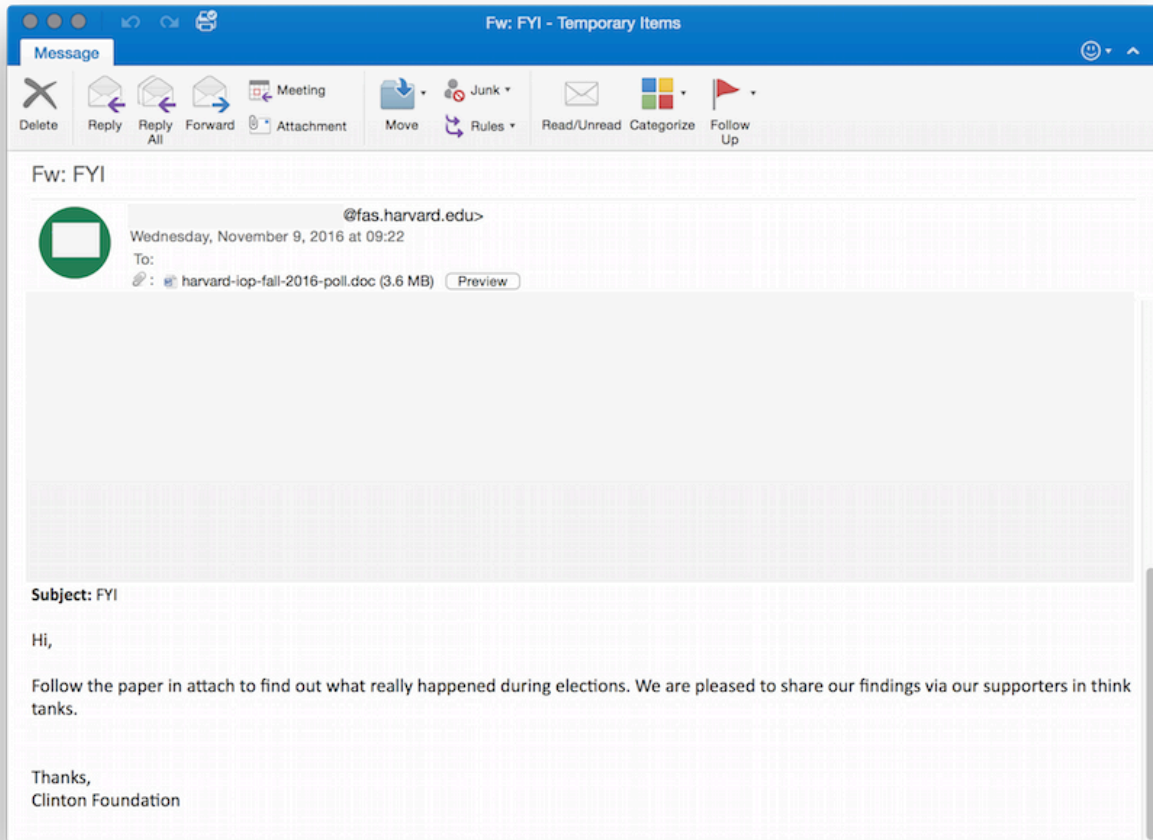 Fw: FYI - Temporary Items
Message
Delete
Reply
Reply All
Forward
Meeting
Attachment
Move
Junk
Rules
Read/Unread
Categorize
Follow Up
Fw: FYI
@fas.harvard.edu>
Wednesday, November 9, 2016 at 09:22
To:
: harvard-iop-fall-2016-poll.doc (3.6 MB) Preview
Subject: FYI
Hi,
Follow the paper in attach to find out what really happened during elections. We are pleased to share our findings via our supporters in think
tanks.
Thanks,
Clinton Foundation